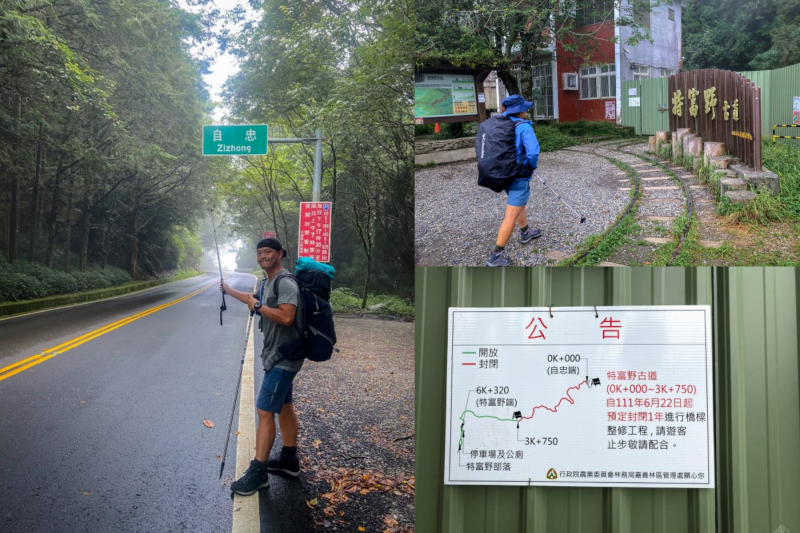 自忠
Zizhong
特富野古道
公告
開放
封閉
0K+000
(自忠端)
6K+320
(特富野端)
3K+750
停車場及公廁
特富野部落
特富野古道
(0K+000~3K+750)
自111年6月22日起
預定封閉1年進行橋樑
整修工程,請遊客
止步敬請配合。
行政院農業委員會林務局嘉義林區管理處關心你